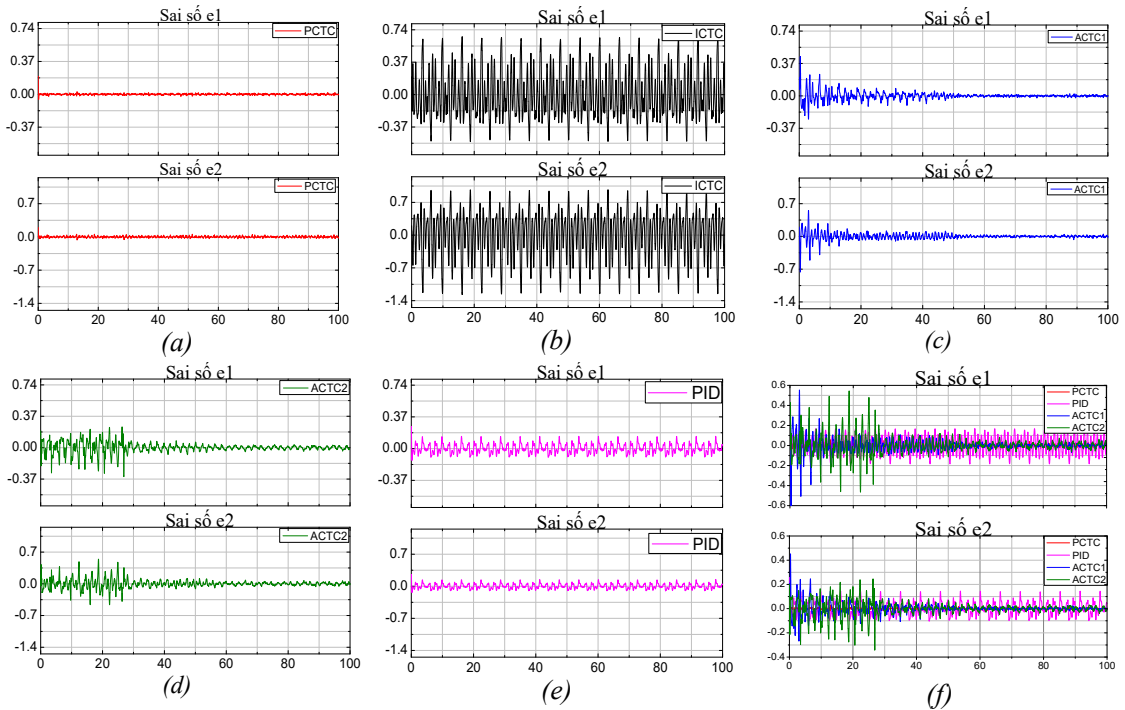 Sai số e1
PCTC
0.74
0.37
0.00
-0.37
Sai số e2
PCTC
0.7
0.0
-0.7
-1.4
0 20 40 60 80 100
(a)
Sai số e1
ICTC
0.74
0.37
0.00
-0.37
Sai số e2
ICTC
0.7
0.0
-0.7
-1.4
0 20 40 60 80 100
(b)
Sai số e1
ACTC1
0.74
0.37
0.00
-0.37
Sai số e2
ACTC1
0.7
0.0
-0.7
-1.4
0 20 40 60 80 100
(c)
Sai số e1
ACTC2
0.74
0.37
0.00
-0.37
Sai số e2
ACTC2
0.7
0.0
-0.7
-1.4
0 20 40 60 80 100
(d)
Sai số e1
PID
0.74
0.37
0.00
-0.37
Sai số e2
PID
0.7
0.0
-0.7
-1.4
0 20 40 60 80 100
(e)
Sai số e1
PCTC
PID
ACTC1
ACTC2
0.6
0.4
0.2
0.0
-0.2
-0.4
-0.6
0 20 40 60 80 100
Sai số e2
PCTC
PID
ACTC1
ACTC2
0.6
0.4
0.2
0.0
-0.2
-0.4
0 20 40 60 80 100
(f)